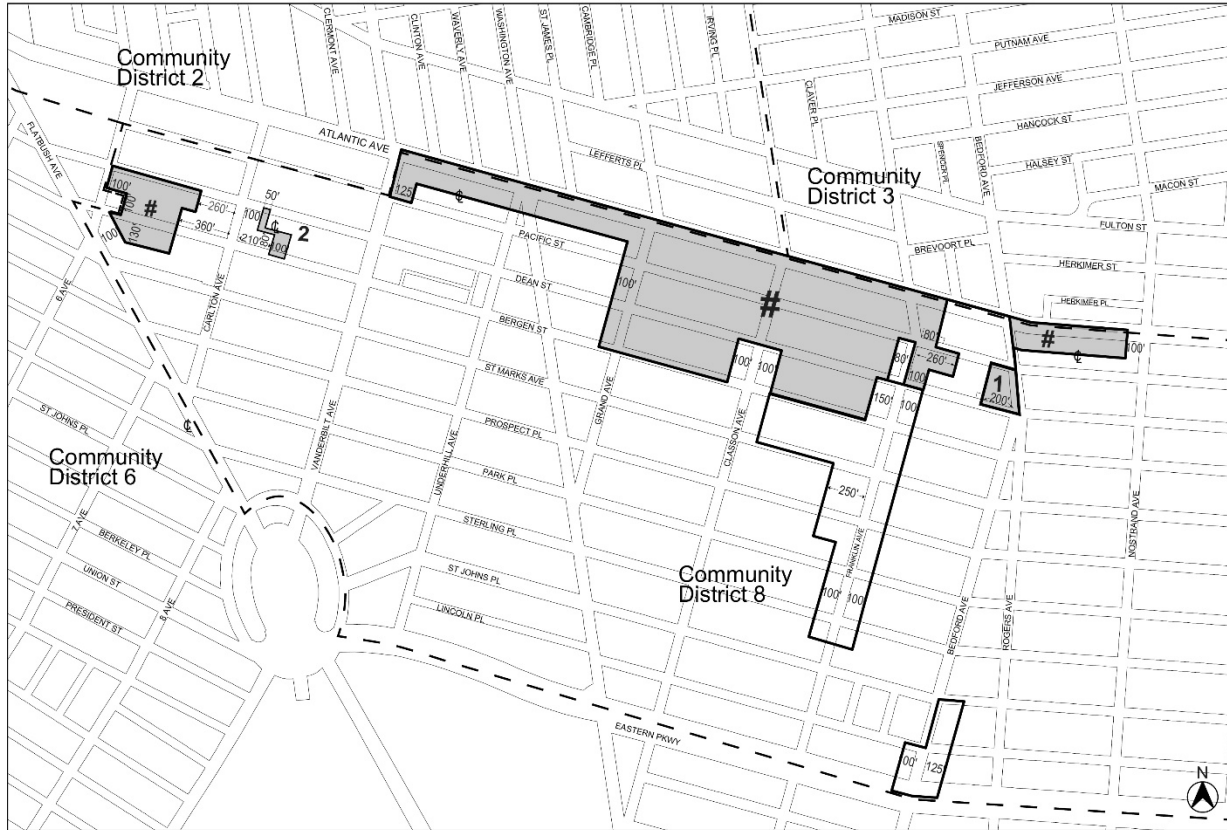 Community
District 2
CLERMONT AVE
CLINTON AVE
WAVERLY AVE
WASHINGTON AVE
ST JAMES PL
CAMBRIDGE PL
IRVING PL
MADISON ST
PUTNAM AVE
JEFFERSON AVE
HANCOCK ST
HALSEY ST
MACON ST
CLAVER PL
SPENCER PL
BEDFORD AVE
FLATBUSH AVE
ATLANTIC AVE
LEFFERTS PL
Community
District 3
FULTON ST
BREVOORT PL
HERKIMER ST
HERKIMER PL
100'
100'
#
260'
360'
100'
130'
50'
100'
210'
100'
2
125'
PACIFIC ST
DEAN ST
BERGEN ST
ST MARKS AVE
PROSPECT PL
PARK PL
STERLING PL
ST JOHNS PL
LINCOLN PL
100'
#
80'
260'
80'
100'
100'
100'
150'
100'
#
100'
1
200'
6 AVE
CARLTON AVE
VANDERBILT AVE
UNDERHILL AVE
GRAND AVE
CLASSON AVE
ST JOHNS PL
Community
District 6
7 AVE
BERKELEY PL
UNION ST
PRESIDENT ST
8 AVE
250'
FRANKLIN AVE
Community
District 8
100'
100'
BEDFORD AVE
ROGERS AVE
NOSTRAND AVE
EASTERN PKWY
00'
125'
N